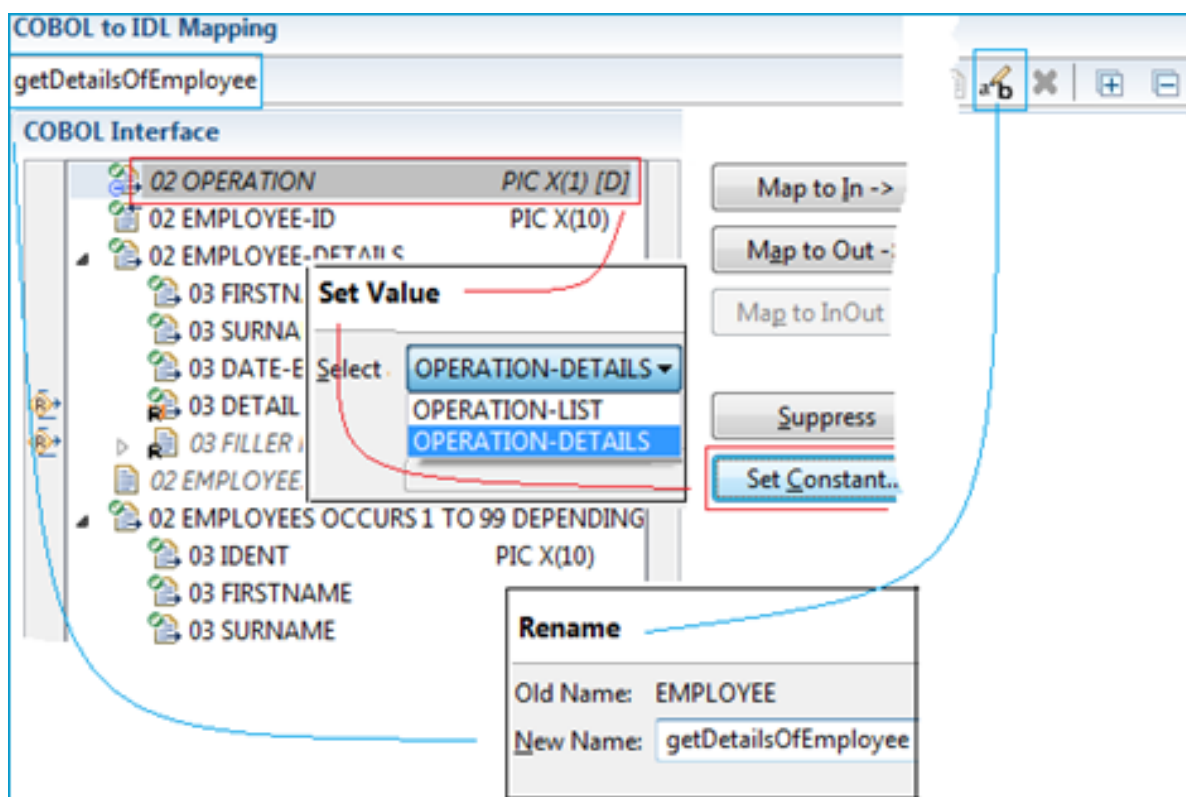 COBOL to IDL Mapping
getDetailsOfEmployee
COBOL Interface
02 OPERATION PIC X(1) [D]
02 EMPLOYEE-ID PIC X(10)
02 EMPLOYEE-DETAILS
03 FIRSTN
03 SURNA
03 DATE-E
03 DETAIL
03 FILLER
02 EMPLOYEE
02 EMPLOYEES OCCURS 1 TO 99 DEPENDING
03 IDENT PIC X(10)
03 FIRSTNAME
03 SURNAME
Set Value
Select
OPERATION-DETAILS
OPERATION-LIST
OPERATION-DETAILS
Map to In ->
Map to Out -
Map to InOut
Suppress
Set Constant..
Rename
Old Name: EMPLOYEE
New Name: getDetailsOfEmployee